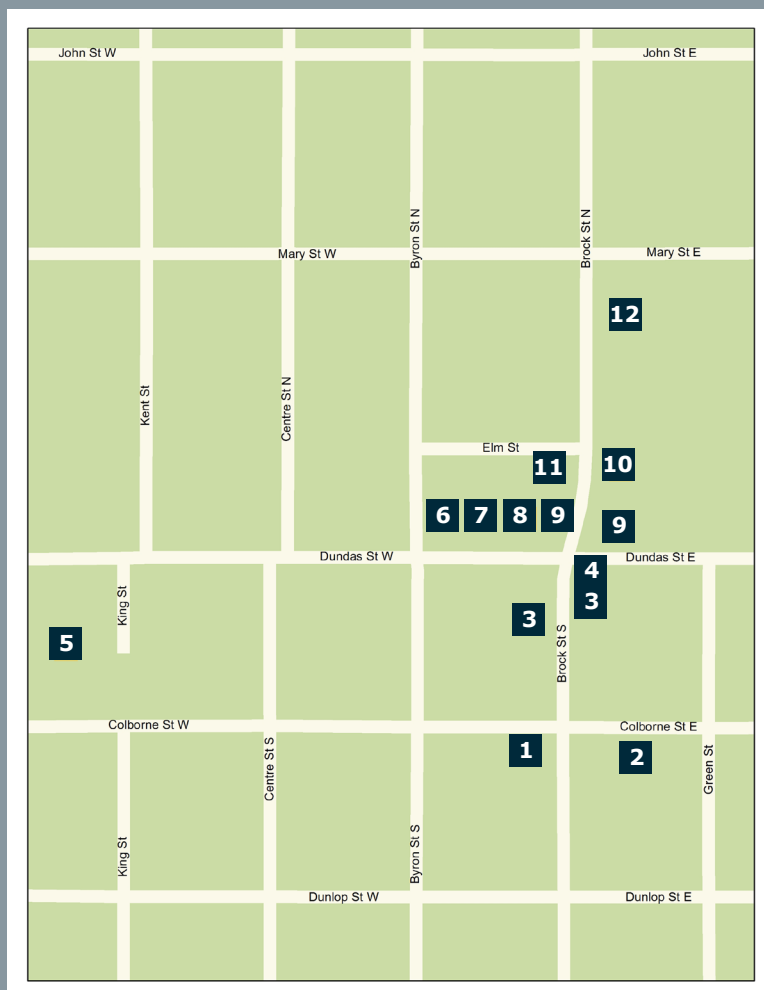 John St W
John St E
Byron St N
Brock St N
Mary St W
Mary St E
12
Kent St
Centre St N
Elm St
11
10
6
7
8
9
9
Dundas St W
Dundas St E
4
3
King St
3
5
Brock St S
Colborne St W
Colborne St E
1
2
Centre St S
Green St
King St
Byron St S
Dunlop St W
Dunlop St E